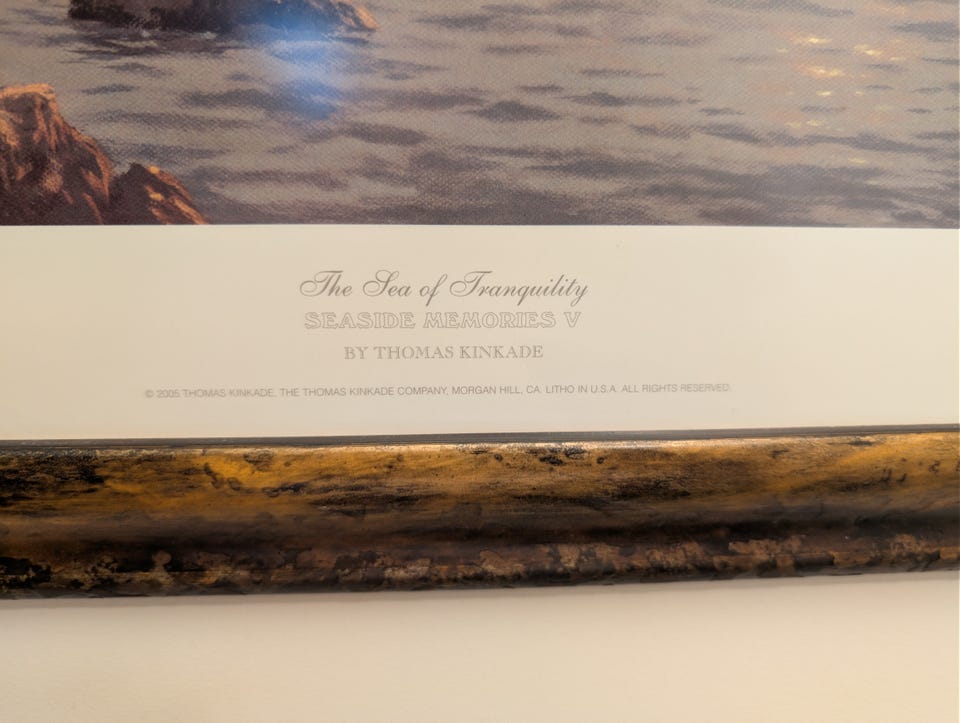 The Sea of Tranquility
SEASIDE MEMORIES V
BY THOMAS KINKADE
© 2005 THOMAS KINKADE, THE THOMAS KINKADE COMPANY, MORGAN HILL, CA. LITHO IN U.S.A. ALL RIGHTS RESERVED.